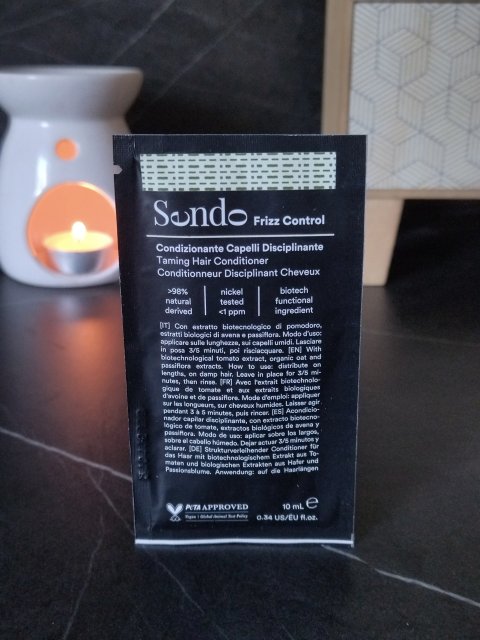 Sendo Frizz Control
Condizionante Capelli Disciplinante
Taming Hair Conditioner
Conditionneur Disciplinant Cheveux
>98% natural derived
nickel tested <1 ppm
biotech functional ingredient
[IT] Con estratto biotecnologico di pomodoro,
estratti biologici di avena e passiflora. Modo d'uso:
applicare sulle lunghezze, sui capelli umidi. Lasciare
in posa 3/5 minuti, poi risciacquare. [EN] With
biotechnological tomato extract, organic oat and
passiflora extracts. How to use: distribute on
lengths, on damp hair. Leave in place for 3/5 mi-
nutes, then rinse. [FR] Avec l'extrait biotechnolo-
gique de tomate et aux extraits biologiques
d'avoine et de passiflore. Mode d'emploi: appliquer
sur les longueurs, sur cheveux humides. Laisser agir
pendant 3 à 5 minutes, puis rincer. [ES] Acondicio-
nador capilar disciplinante, con extracto biotecno-
lógico de tomate, extractos biológicos de avena y
passiflora. Modo de uso: aplicar sobre los largos,
sobre el cabello húmedo. Dejar actuar 3/5 minutos y
aclarar. [DE] Strukturverleihender Conditioner für
das Haar mit biotechnologischem Extrakt aus To-
maten und biologischen Extrakten aus Hafer und
Passionsblume. Anwendung: auf die Haarlängen
PETA APPROVED
Vegan | Global Animal Test Policy
10 mL e
0.34 US/EU fl.oz.